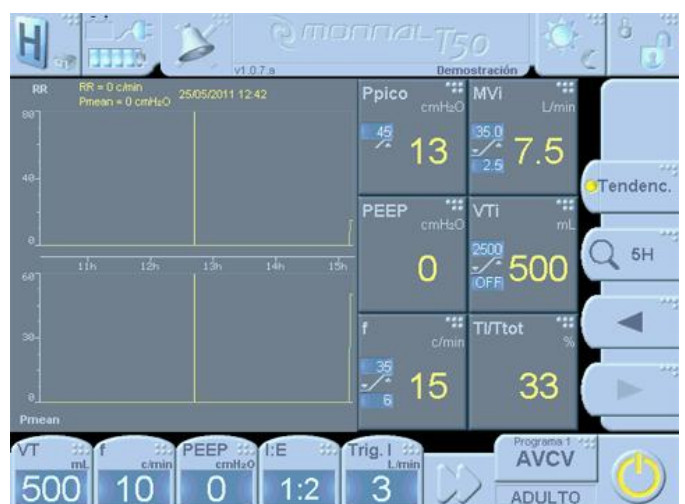 H
monnal T50
v1.0.7.a
Demostración
RR
RR = 0 c/min
Pmean = 0 cmH2O
25/05/2011 12:42
80
40
0
11h 12h 13h 14h 15h
60
30
0
Pmean
Ppico
cmH2O
45
13
MVi
L/min
35.0
2.5
7.5
PEEP
cmH2O
0
VTi
mL
2500
OFF
500
f
c/min
35
6
15
TI/Ttot
%
33
Tendenc.
5H
VT
mL
500
f
c/min
10
PEEP
cmH2O
0
I:E
1:2
Trig. I
L/min
3
Programa 1
AVCV
ADULTO